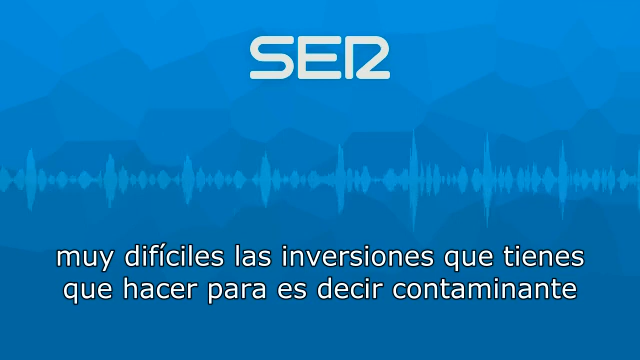 SER
muy difíciles las inversiones que tienes
que hacer para es decir contaminante